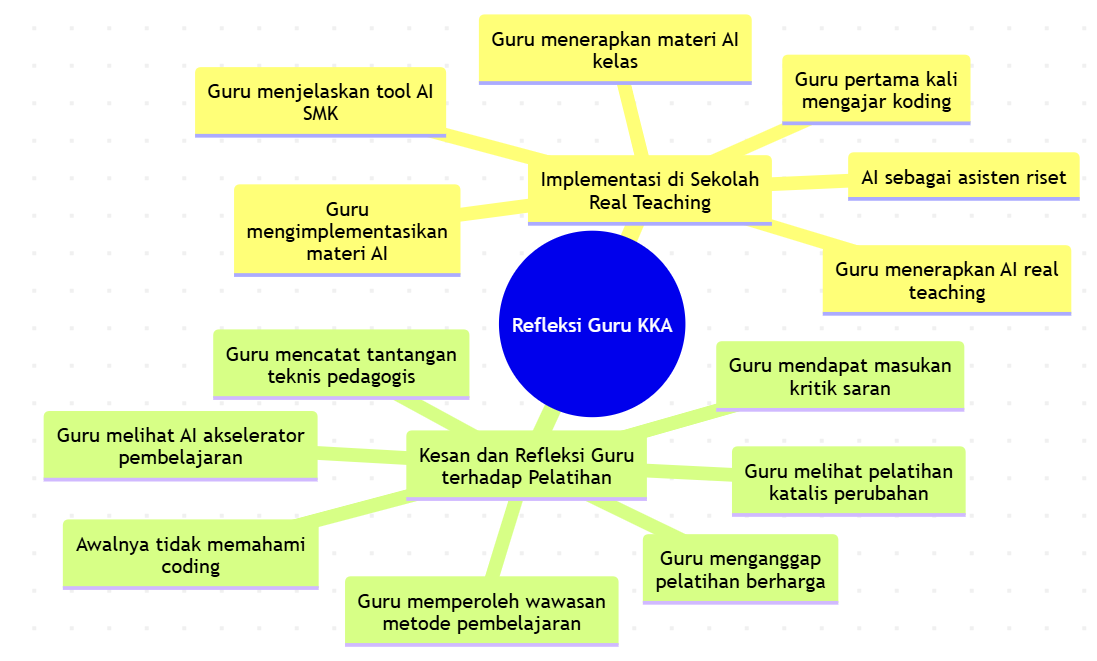 Guru menerapkan materi AI
kelas
Guru menjelaskan tool AI
SMK
Guru pertama kali
mengajar koding
Implementasi di Sekolah
Real Teaching
AI sebagai asisten riset
Guru
mengimplementasikan
materi AI
Guru menerapkan AI real
teaching
Refleksi Guru KKA
Guru mencatat tantangan
teknis pedagogis
Guru mendapat masukan
kritik saran
Guru melihat AI akselerator
pembelajaran
Kesan dan Refleksi Guru
terhadap Pelatihan
Guru melihat pelatihan
katalis perubahan
Awalnya tidak memahami
coding
Guru menganggap
pelatihan berharga
Guru memperoleh wawasan
metode pembelajaran